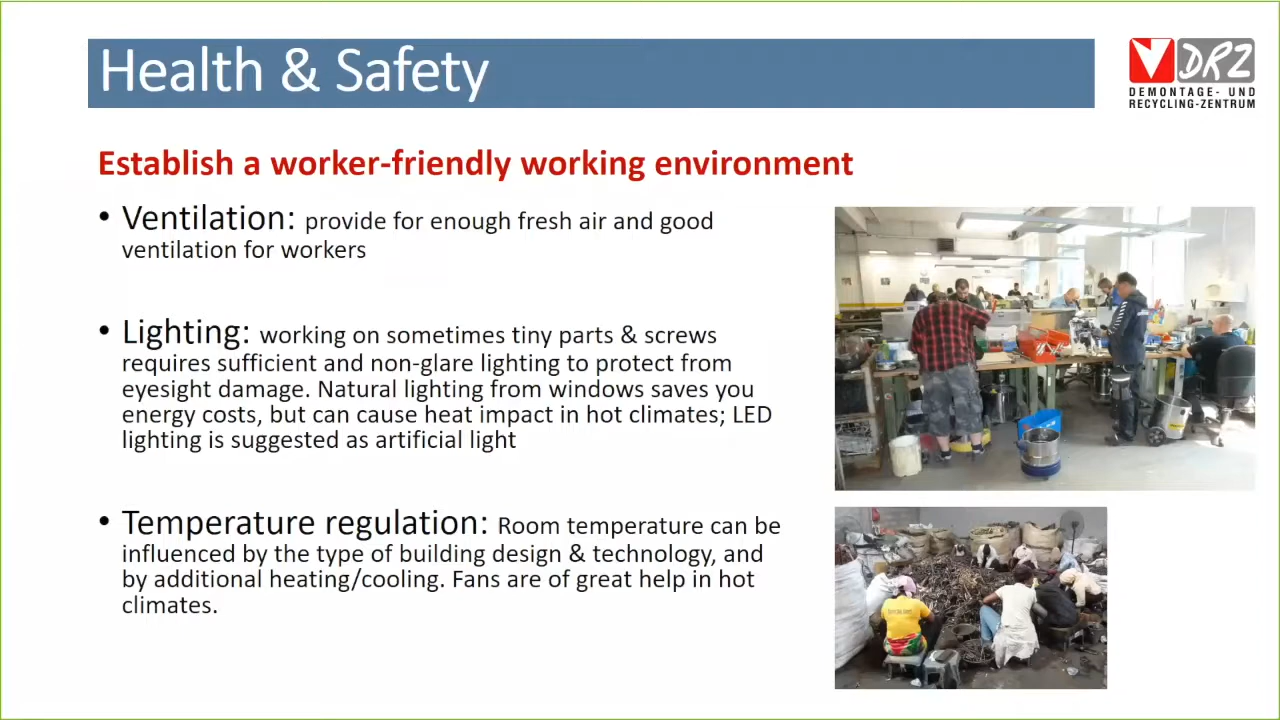 Health & Safety
DRZ
DEMONTAGE- UND
RECYCLING-ZENTRUM
Establish a worker-friendly working environment
• Ventilation: provide for enough fresh air and good
ventilation for workers
• Lighting: working on sometimes tiny parts & screws
requires sufficient and non-glare lighting to protect from
eyesight damage. Natural lighting from windows saves you
energy costs, but can cause heat impact in hot climates; LED
lighting is suggested as artificial light
• Temperature regulation: Room temperature can be
influenced by the type of building design & technology, and
by additional heating/cooling. Fans are of great help in hot
climates.